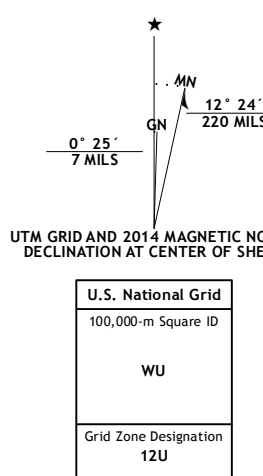 MN
12° 24´
220 MILS
GN
0° 25´
7 MILS
UTM GRID AND 2014 MAGNETIC NO
DECLINATION AT CENTER OF SHE
U.S. National Grid
100,000-m Square ID
WU
Grid Zone Designation
12U